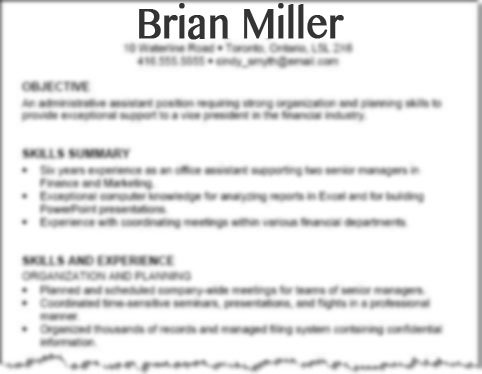 Brian Miller
10 Waterline Road • Toronto, Ontario, L5L 2H6
416.555.5555 • cindy_smyth@email.com
OBJECTIVE
An administrative assistant position requiring strong organization and planning skills to
provide exceptional support to a vice president in the financial industry.
SKILLS SUMMARY
• Six years experience as an office assistant supporting two senior managers in
Finance and Marketing.
• Exceptional computer knowledge for analyzing reports in Excel and for building
PowerPoint presentations.
• Experience with coordinating meetings within various financial departments.
SKILLS AND EXPERIENCE
ORGANIZATION AND PLANNING
• Planned and scheduled company-wide meetings for teams of senior managers.
• Coordinated time-sensitive seminars, presentations, and flights in a professional
manner.
• Organized thousands of records and managed filing system containing confidential
information.